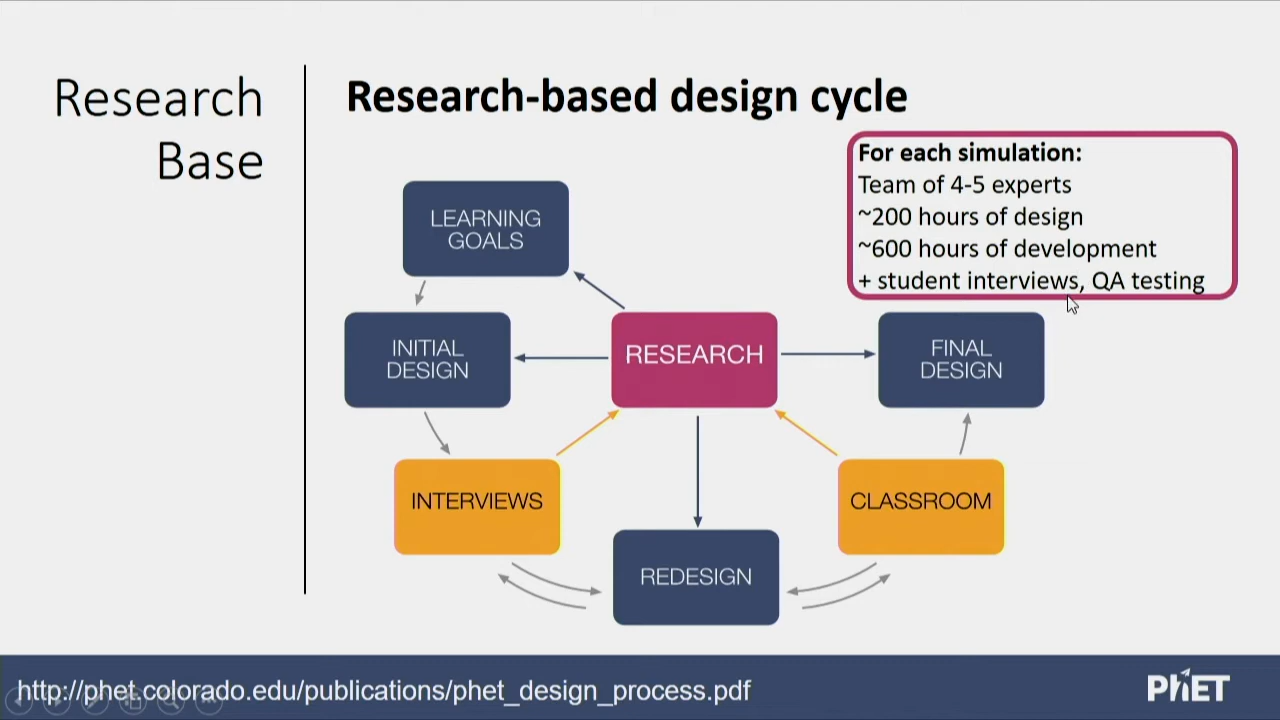 Research
Base
Research-based design cycle
For each simulation:
Team of 4-5 experts
~200 hours of design
~600 hours of development
+ student interviews, QA testing
LEARNING
GOALS
INITIAL
DESIGN
RESEARCH
FINAL
DESIGN
INTERVIEWS
CLASSROOM
REDESIGN
http://phet.colorado.edu/publications/phet_design_process.pdf
PhET